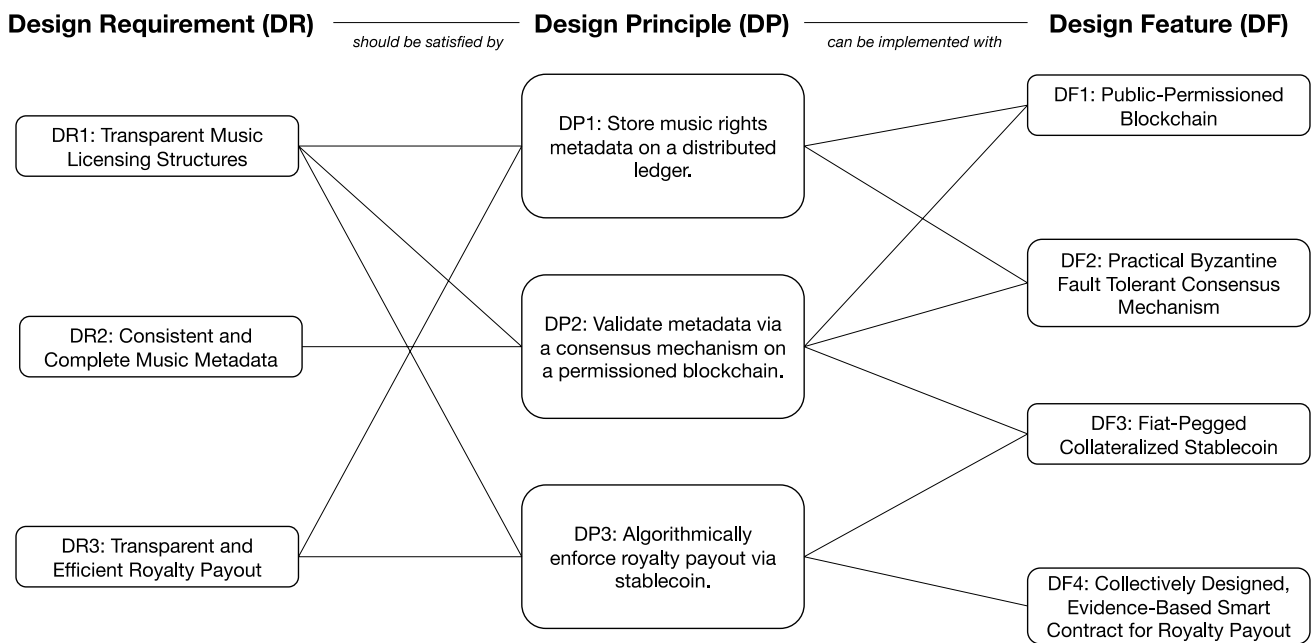 Design Requirement (DR)
should be satisfied by
Design Principle (DP)
can be implemented with
Design Feature (DF)
DR1: Transparent Music
Licensing Structures
DR2: Consistent and
Complete Music Metadata
DR3: Transparent and
Efficient Royalty Payout
DP1: Store music rights
metadata on a distributed
ledger.
DP2: Validate metadata via
a consensus mechanism on
a permissioned blockchain.
DP3: Algorithmically
enforce royalty payout via
stablecoin.
DF1: Public-Permissioned
Blockchain
DF2: Practical Byzantine
Fault Tolerant Consensus
Mechanism
DF3: Fiat-Pegged
Collateralized Stablecoin
DF4: Collectively Designed,
Evidence-Based Smart
Contract for Royalty Payout